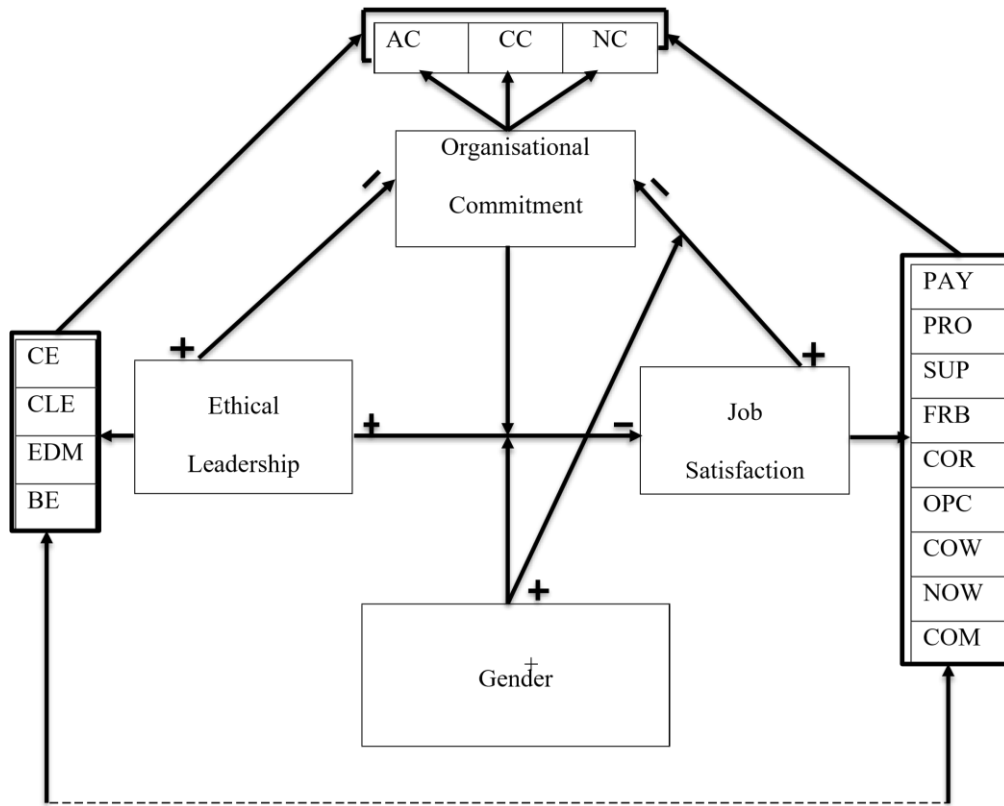 AC
CC
NC
Organisational
Commitment
–
–
+
+
CE
CLE
EDM
BE
Ethical
Leadership
+
–
Job
Satisfaction
PAY
PRO
SUP
FRB
COR
OPC
COW
NOW
COM
+
+
Gender